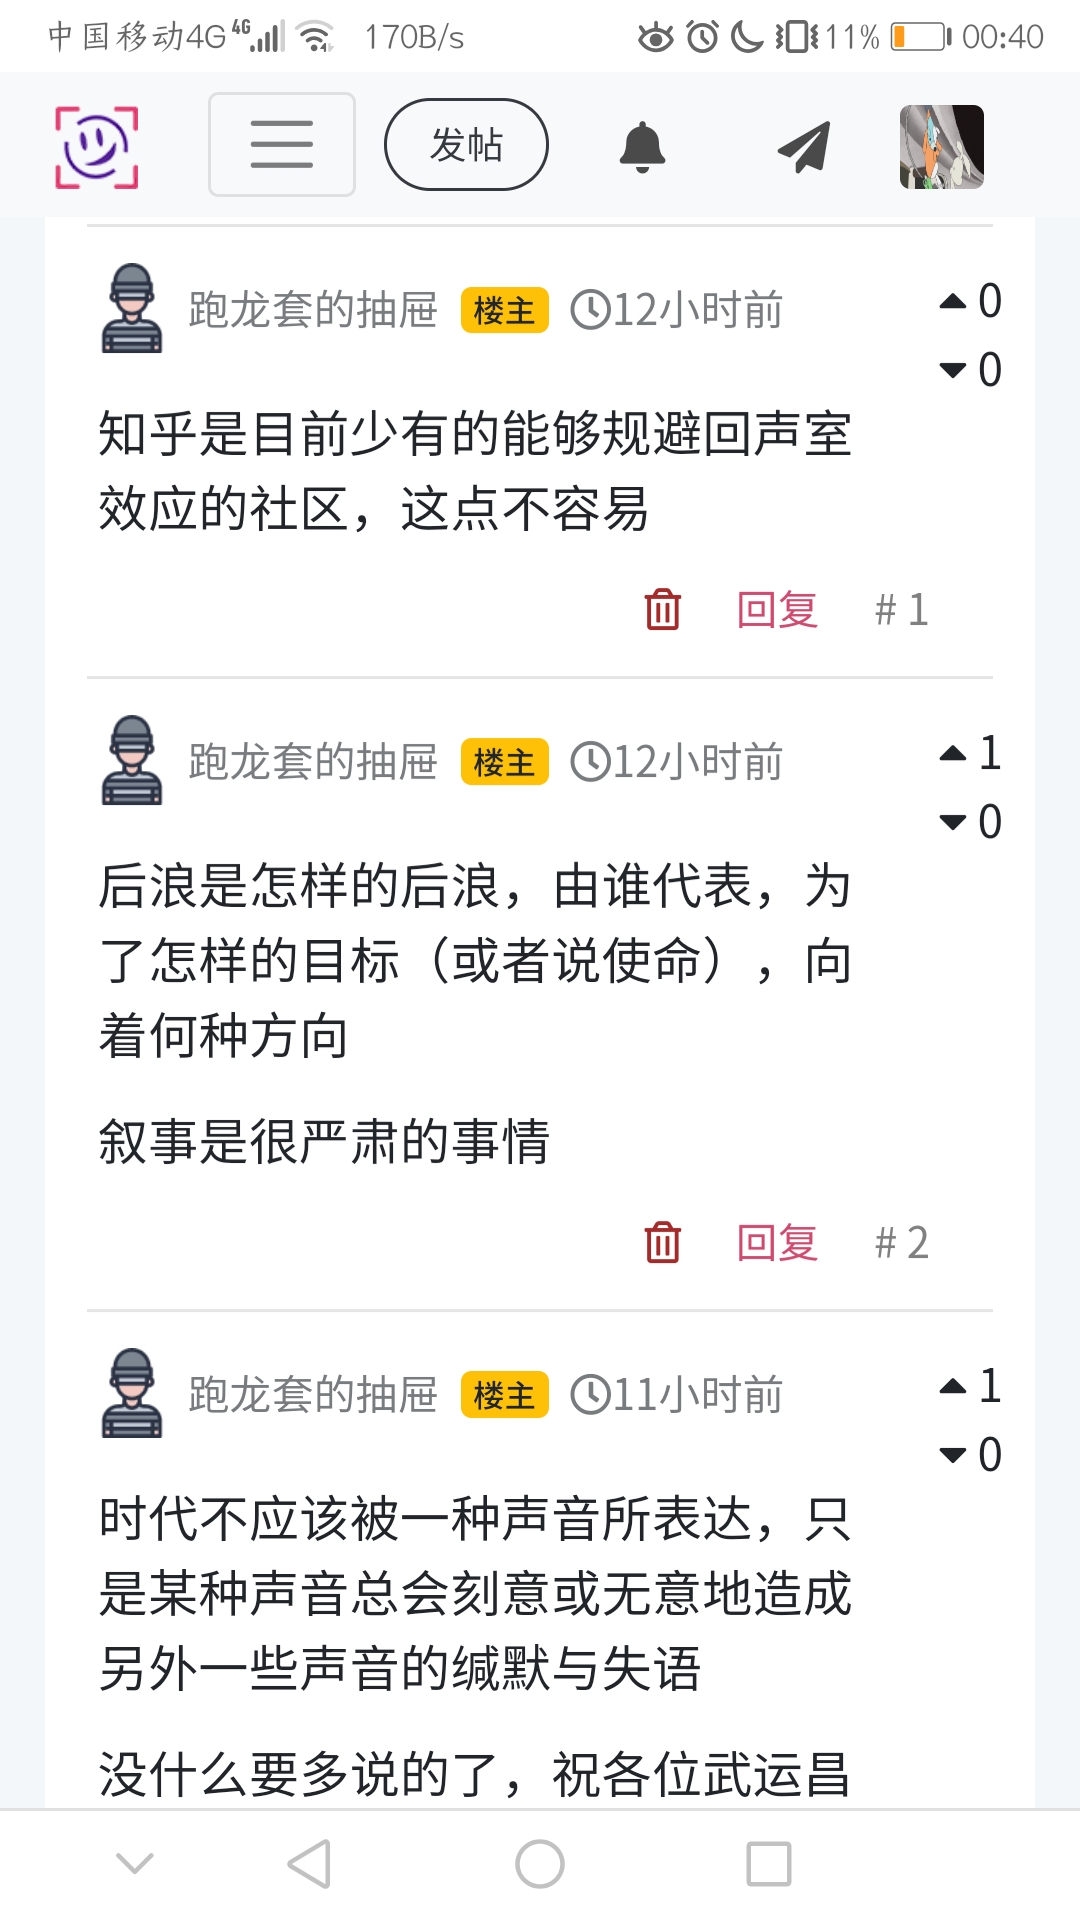 中国移动4G 4G 170B/s 11% 00:40
发帖
跑龙套的抽屉 楼主 12小时前 0
0
知乎是目前少有的能够规避回声室
效应的社区，这点不容易
回复 # 1
跑龙套的抽屉 楼主 12小时前 1
0
后浪是怎样的后浪，由谁代表，为
了怎样的目标（或者说使命），向
着何种方向
叙事是很严肃的事情
回复 # 2
跑龙套的抽屉 楼主 11小时前 1
0
时代不应该被一种声音所表达，只
是某种声音总会刻意或无意地造成
另外一些声音的缄默与失语
没什么要多说的了，祝各位武运昌